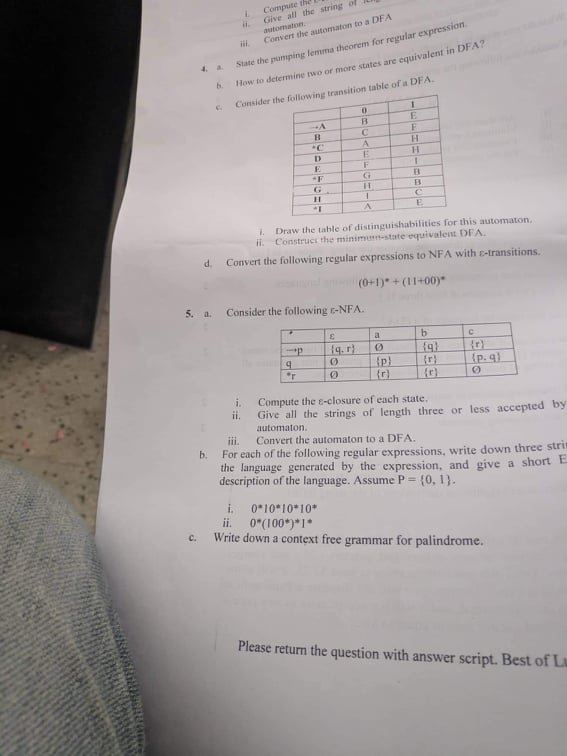 i. Compute the
ii. Give all the string of
automaton.
iii. Convert the automaton to a DFA
4. a. State the pumping lemma theorem for regular expression.
b. How to determine two or more states are equivalent in DFA?
c. Consider the following transition table of a DFA.
0 1
→A B E
B C F
*C A H
D E H
E F I
*F G B
G H B
H I C
*I A E
i. Draw the table of distinguishabilities for this automaton.
ii. Construct the minimum-state equivalent DFA.
d. Convert the following regular expressions to NFA with ε-transitions.
(0+1)* + (11+00)*
5. a. Consider the following ε-NFA.
* ε a b c
→p {q, r} Ø {q} {r}
q Ø {p} {r} {p, q}
*r Ø {r} {r} Ø
i. Compute the ε-closure of each state.
ii. Give all the strings of length three or less accepted by
automaton.
iii. Convert the automaton to a DFA.
b. For each of the following regular expressions, write down three stri
the language generated by the expression, and give a short E
description of the language. Assume P = {0, 1}.
i. 0*10*10*10*
ii. 0*(100*)*1*
c. Write down a context free grammar for palindrome.
Please return the question with answer script. Best of Lu